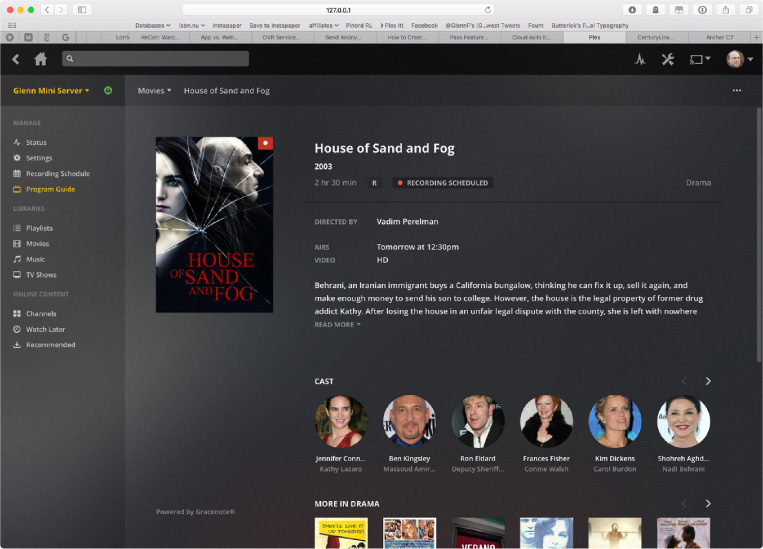 127.0.0.1
Databases isbn.nu Instapaper Save to Instapaper affiliates Pinbrd RL > Plex It! Facebook @GlennF's (G...west Tweets Fount Butterick's P...al Typography
Lorrie ReCon: Watc... App vs. Web... DVR Service... Send Anony... How to Creat... Pass Feature... Cloud exits it... Plex CenturyLink... Archer C7
Glenn Mini Server
Movies House of Sand and Fog
MANAGE
Status
Settings
Recording Schedule
Program Guide
LIBRARIES
Playlists
Movies
Music
TV Shows
ONLINE CONTENT
Channels
Watch Later
Recommended
HOUSE
OF SAND
AND FOG
House of Sand and Fog
2003
2 hr 30 min R RECORDING SCHEDULED Drama
DIRECTED BY Vadim Perelman
AIRS Tomorrow at 12:30pm
VIDEO HD
Behrani, an Iranian immigrant buys a California bungalow, thinking he can fix it up, sell it again, and
make enough money to send his son to college. However, the house is the legal property of former drug
addict Kathy. After losing the house in an unfair legal dispute with the county, she is left with nowhere
READ MORE
CAST
Jennifer Conn... Ben Kingsley Ron Eldard Frances Fisher Kim Dickens Shohreh Aghd...
Kathy Lazaro Massoud Amir... Deputy Sheriff... Connie Walsh Carol Burdon Nadi Behrani
Powered by Gracenote®
MORE IN DRAMA
VERANO